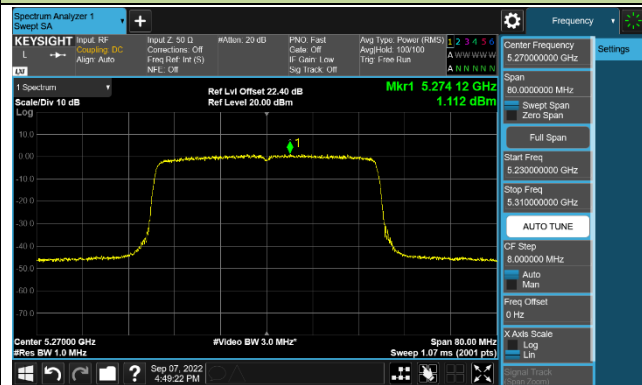 Spectrum Analyzer 1
Swept SA
+
Frequency
KEYSIGHT
L
LXI
Input: RF
Coupling: DC
Align: Auto
Input Z: 50 Ω
Corrections: Off
Freq Ref: Int (S)
NFE: Off
#Atten: 20 dB
PNO: Fast
Gate: Off
IF Gain: Low
Sig Track: Off
Avg Type: Power (RMS)
Avg|Hold: 100/100
Trig: Free Run
1 2 3 4 5 6
A W W W W W
A N N N N N
1 Spectrum
Scale/Div 10 dB
Log
Ref Lvl Offset 22.40 dB
Ref Level 20.00 dBm
Mkr1 5.274 12 GHz
1.112 dBm
1
10.0
0.00
-10.0
-20.0
-30.0
-40.0
-50.0
-60.0
-70.0
Center 5.27000 GHz
#Res BW 1.0 MHz
#Video BW 3.0 MHz*
Span 80.00 MHz
Sweep 1.07 ms (2001 pts)
Center Frequency
5.270000000 GHz
Settings
Span
80.0000000 MHz
Swept Span
Zero Span
Full Span
Start Freq
5.230000000 GHz
Stop Freq
5.310000000 GHz
AUTO TUNE
CF Step
8.000000 MHz
Auto
Man
Freq Offset
0 Hz
X Axis Scale
Log
Lin
Signal Track
(Span Zoom)
?
Sep 07, 2022
4:49:22 PM